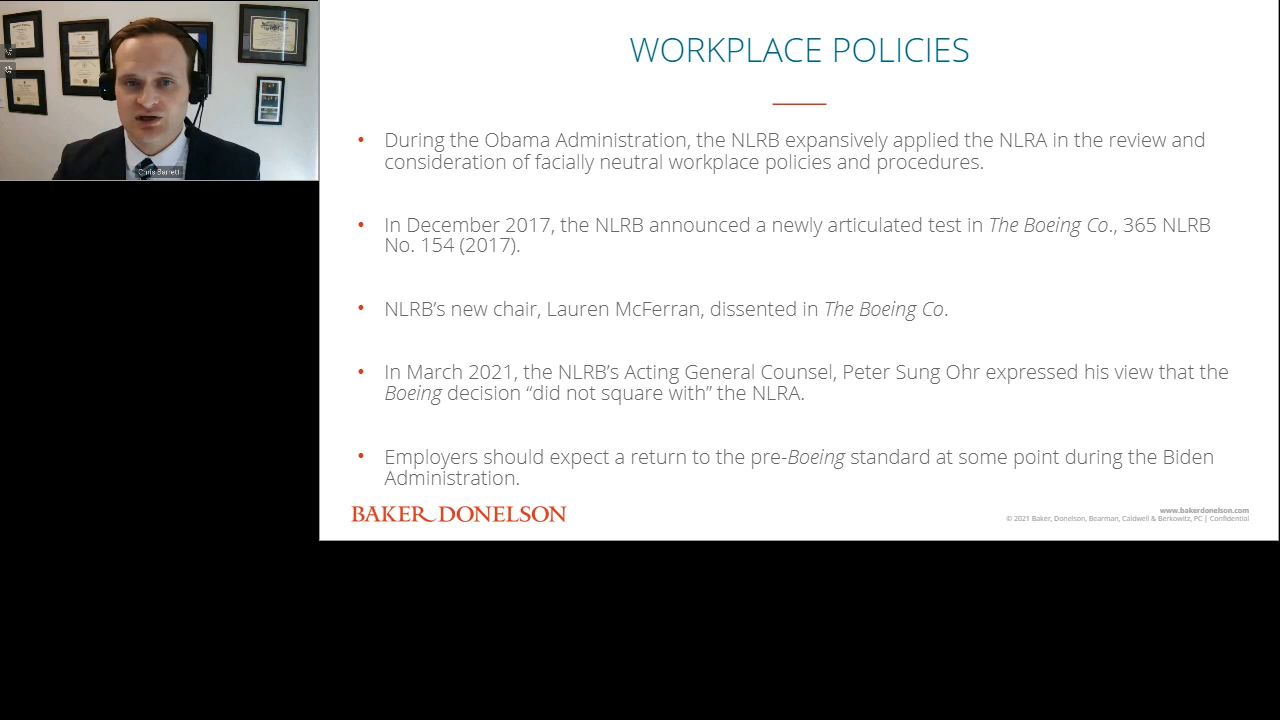 Chris Barrett
WORKPLACE POLICIES
• During the Obama Administration, the NLRB expansively applied the NLRA in the review and
consideration of facially neutral workplace policies and procedures.
• In December 2017, the NLRB announced a newly articulated test in The Boeing Co., 365 NLRB
No. 154 (2017).
• NLRB’s new chair, Lauren McFerran, dissented in The Boeing Co.
• In March 2021, the NLRB’s Acting General Counsel, Peter Sung Ohr expressed his view that the
Boeing decision “did not square with” the NLRA.
• Employers should expect a return to the pre-Boeing standard at some point during the Biden
Administration.
BAKER DONELSON
www.bakerdonelson.com
© 2021 Baker, Donelson, Bearman, Caldwell & Berkowitz, PC | Confidential